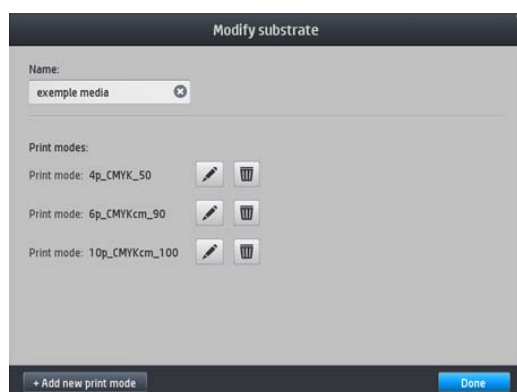 Modify substrate
Name:
exemple media
Print modes:
Print mode: 4p_CMYK_50
Print mode: 6p_CMYKcm_90
Print mode: 10p_CMYKcm_100
+ Add new print mode
Done